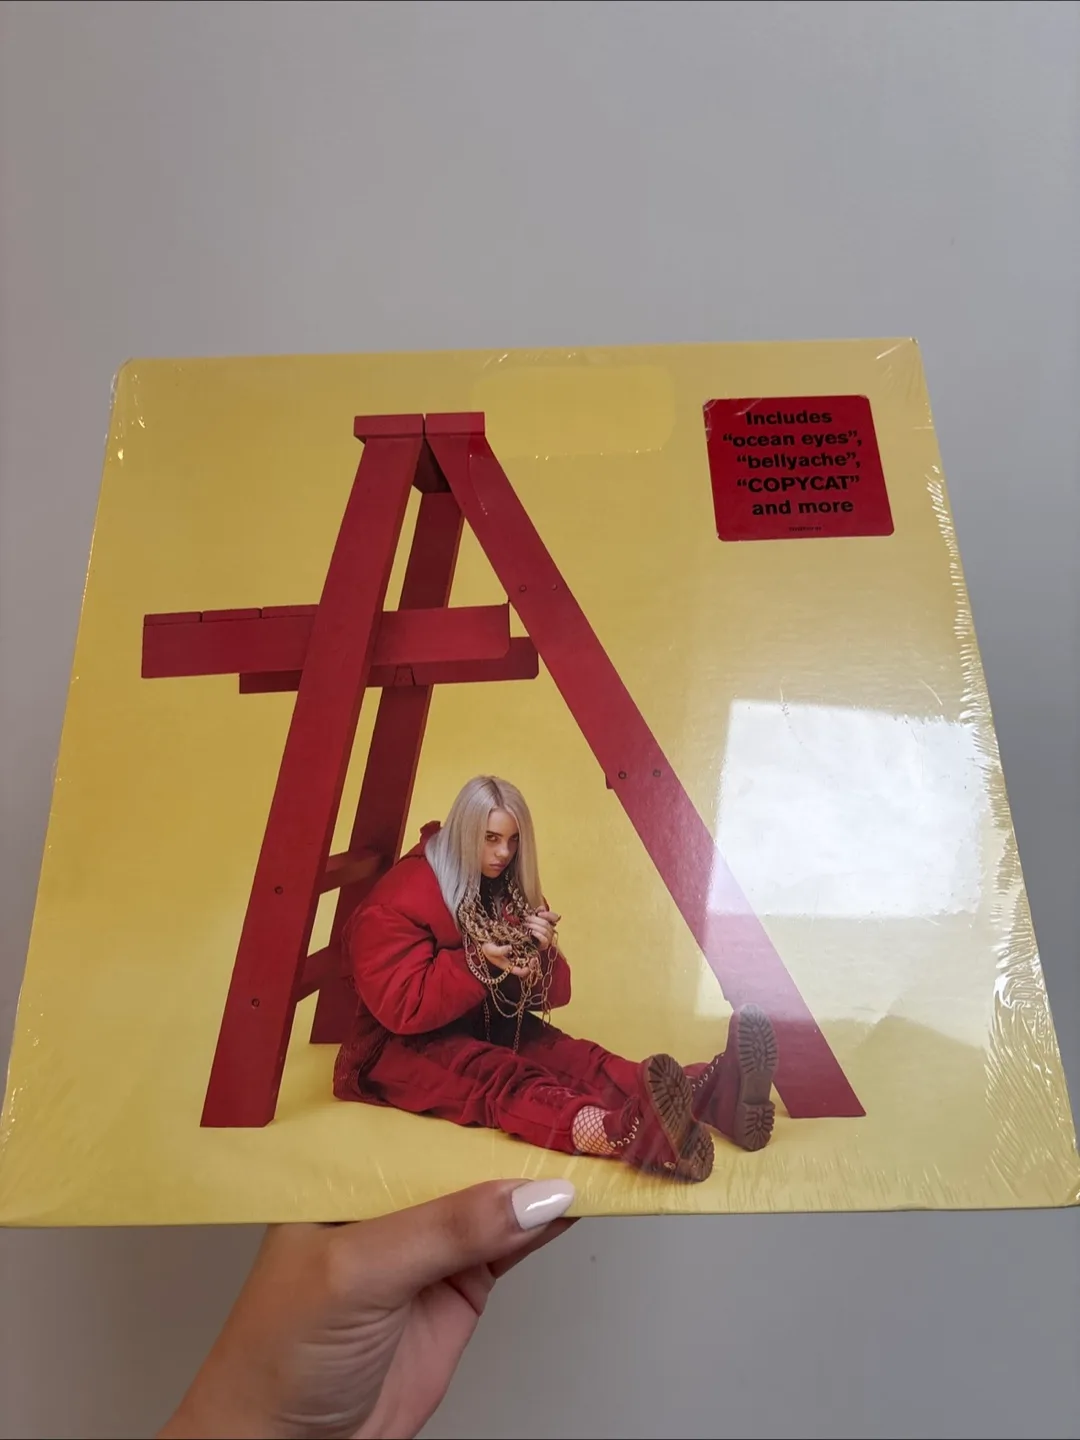 Includes
"ocean eyes",
"bellyache",
"COPYCAT"
and more